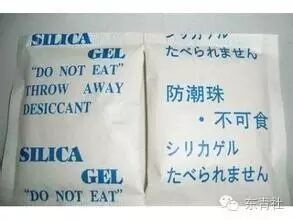 SILICA
GEL
"DO NOT EAT"
THROW AWAY
DESICCANT
SILICA
GEL
"DO NOT EAT"
シリカゲル
たべられません
防潮珠
・不可食
シリカゲル
たべられません
东青社